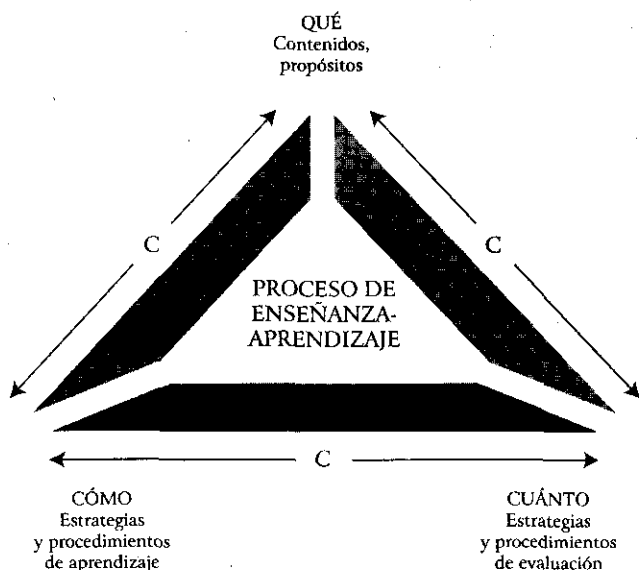 QUÉ
Contenidos,
propósitos
C
C
PROCESO DE
ENSEÑANZA-
APRENDIZAJE
C
CÓMO
Estrategias
y procedimientos
de aprendizaje
CUÁNTO
Estrategias
y procedimientos
de evaluación